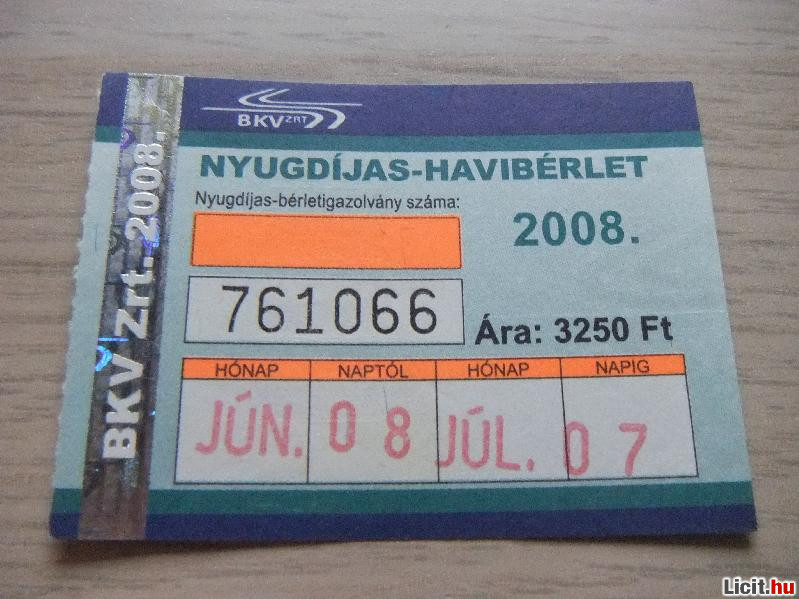 BKV ZRT
BKV Zrt. 2008.
NYUGDÍJAS-HAVIBÉRLET
Nyugdíjas-bérletigazolvány száma:
2008.
761066
Ára: 3250 Ft
HÓNAP NAPTÓL HÓNAP NAPIG
JÚN. 08 JÚL. 07
Licit.hu